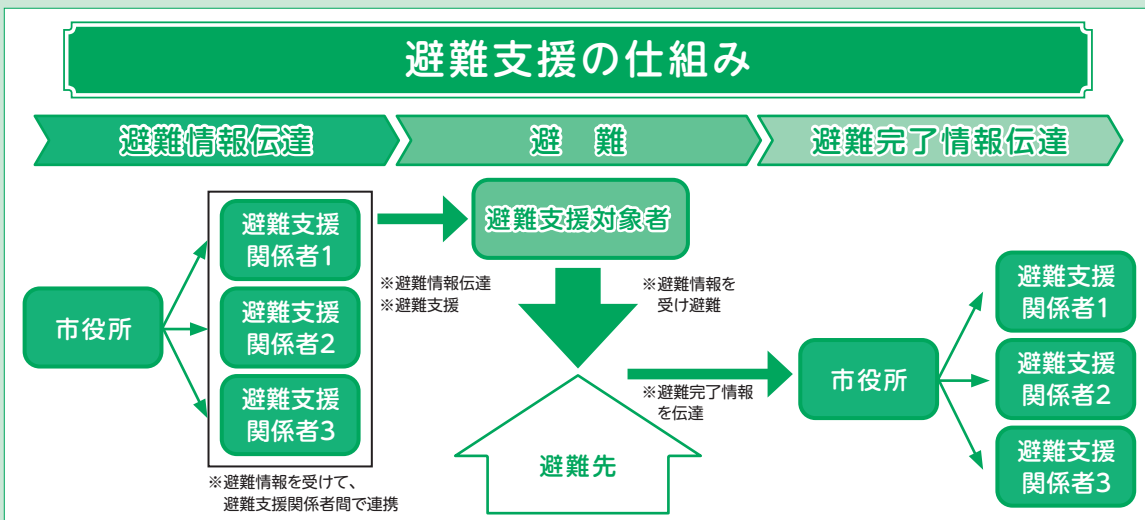 避難支援の仕組み
避難情報伝達
避　難
避難完了情報伝達
市役所
避難支援
関係者1
避難支援
関係者2
避難支援
関係者3
※避難情報を受けて、
避難支援関係者間で連携
※避難情報伝達
※避難支援
避難支援対象者
※避難情報を
受け避難
避難先
※避難完了情報
を伝達
市役所
避難支援
関係者1
避難支援
関係者2
避難支援
関係者3